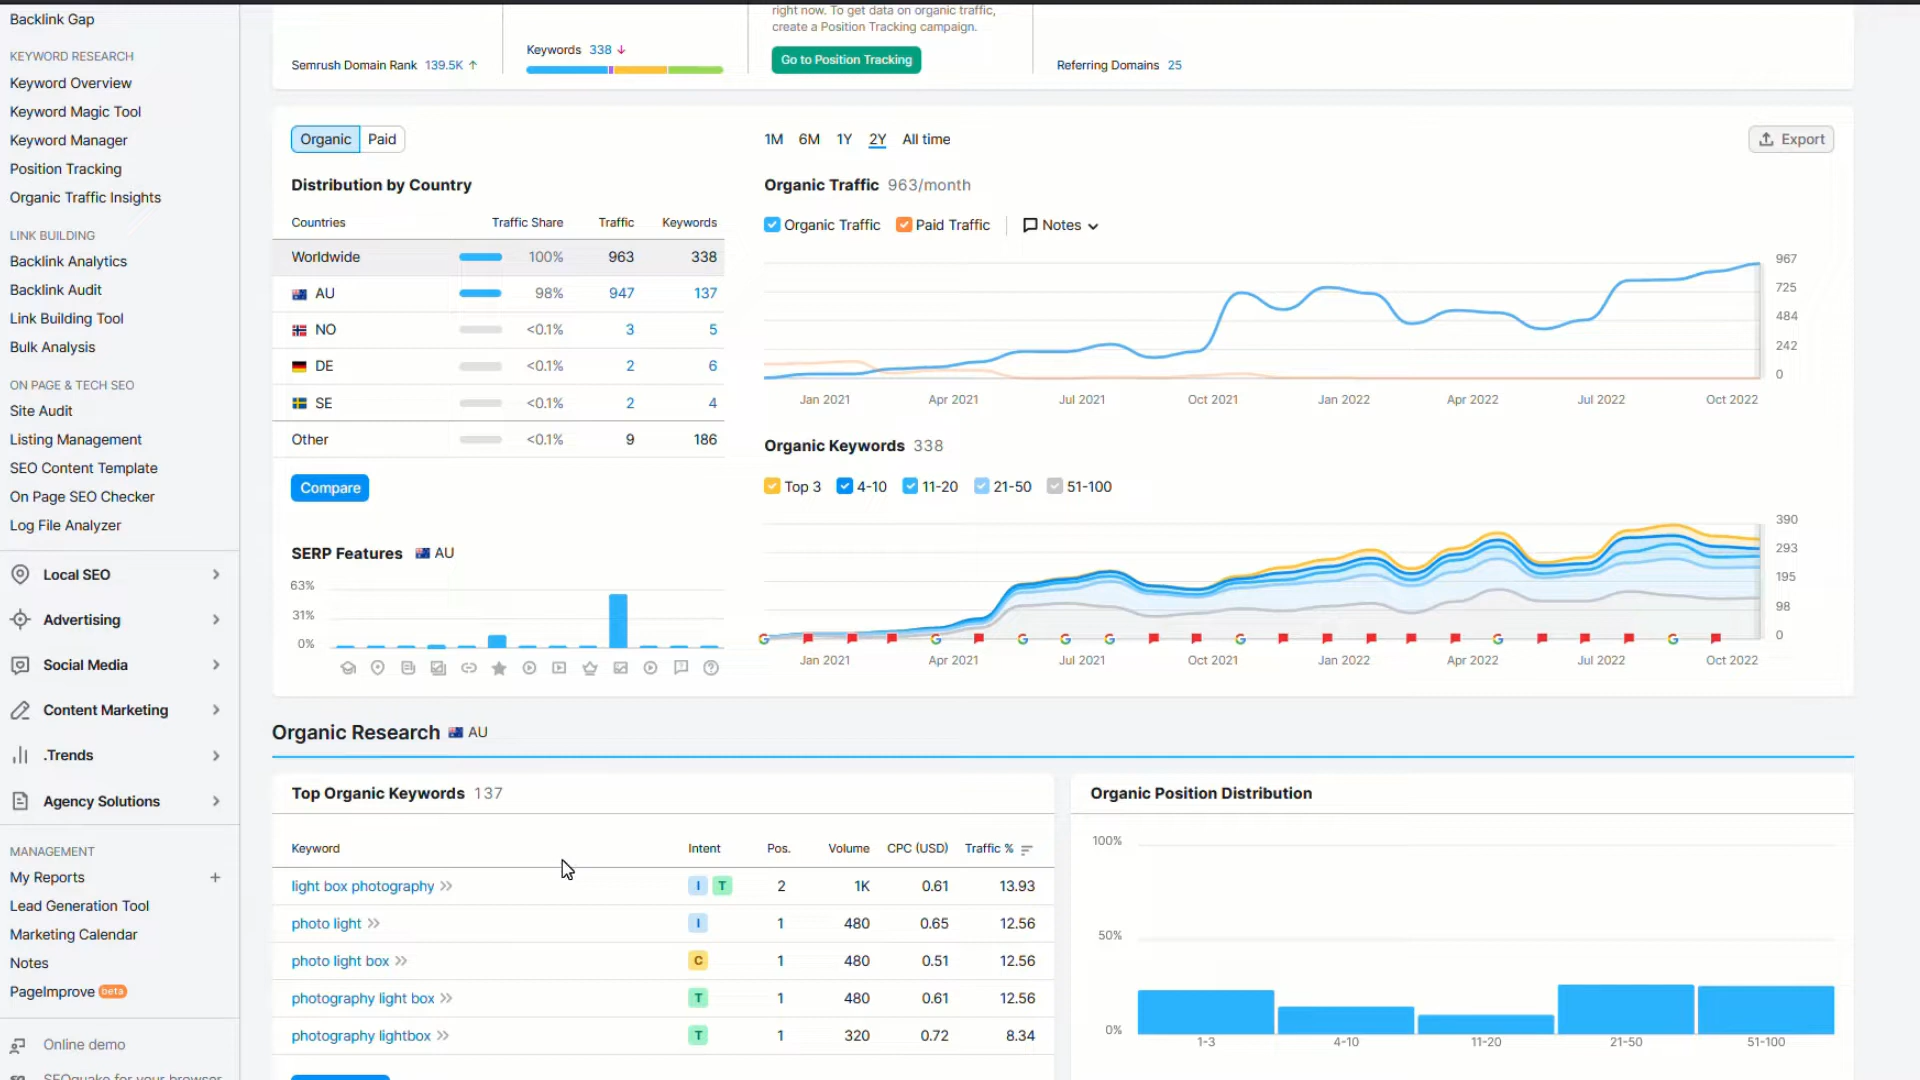 Backlink Gap
KEYWORD RESEARCH
Keyword Overview
Keyword Magic Tool
Keyword Manager
Position Tracking
Organic Traffic Insights
LINK BUILDING
Backlink Analytics
Backlink Audit
Link Building Tool
Bulk Analysis
ON PAGE & TECH SEO
Site Audit
Listing Management
SEO Content Template
On Page SEO Checker
Log File Analyzer
Local SEO
Advertising
Social Media
Content Marketing
.Trends
Agency Solutions
MANAGEMENT
My Reports +
Lead Generation Tool
Marketing Calendar
Notes
PageImprove beta
Online demo
SEOquake for your browser
Semrush Domain Rank 139.5K ↑
Keywords 338 ↓
right now. To get data on organic traffic,
create a Position Tracking campaign.
Go to Position Tracking
Referring Domains 25
Organic Paid
Distribution by Country
Countries Traffic Share Traffic Keywords
Worldwide 100% 963 338
AU 98% 947 137
NO <0.1% 3 5
DE <0.1% 2 6
SE <0.1% 2 4
Other <0.1% 9 186
Compare
SERP Features AU
63%
31%
0%
1M 6M 1Y 2Y All time
Export
Organic Traffic 963/month
Organic Traffic Paid Traffic Notes
967
725
484
242
0
Jan 2021 Apr 2021 Jul 2021 Oct 2021 Jan 2022 Apr 2022 Jul 2022 Oct 2022
Organic Keywords 338
Top 3 4-10 11-20 21-50 51-100
390
293
195
98
0
Jan 2021 Apr 2021 Jul 2021 Oct 2021 Jan 2022 Apr 2022 Jul 2022 Oct 2022
Organic Research AU
Top Organic Keywords 137
Keyword Intent Pos. Volume CPC (USD) Traffic %
light box photography I T 2 1K 0.61 13.93
photo light I 1 480 0.65 12.56
photo light box C 1 480 0.51 12.56
photography light box T 1 480 0.61 12.56
photography lightbox T 1 320 0.72 8.34
Organic Position Distribution
100%
50%
0%
1-3 4-10 11-20 21-50 51-100